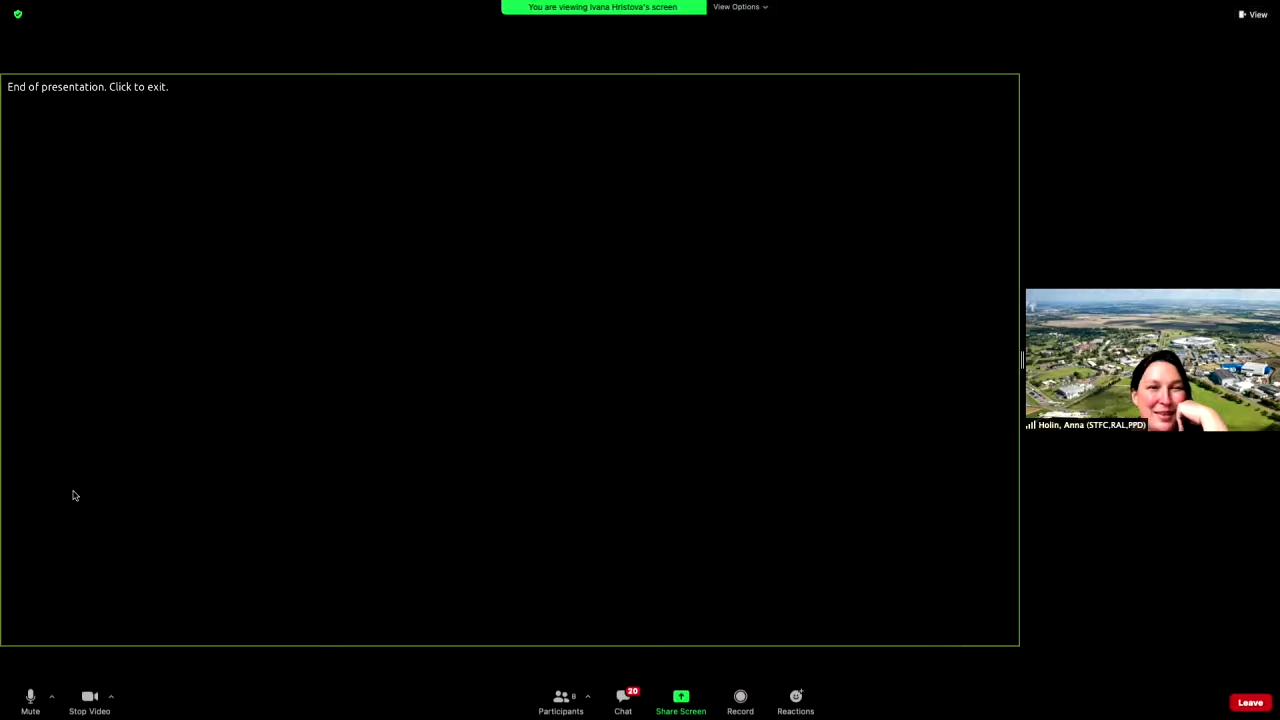 You are viewing Ivana Hristova's screen
View Options
View
End of presentation. Click to exit.
Holin, Anna (STFC,RAL,PPD)
Mute
Stop Video
Participants
8
Chat
20
Share Screen
Record
Reactions
Leave